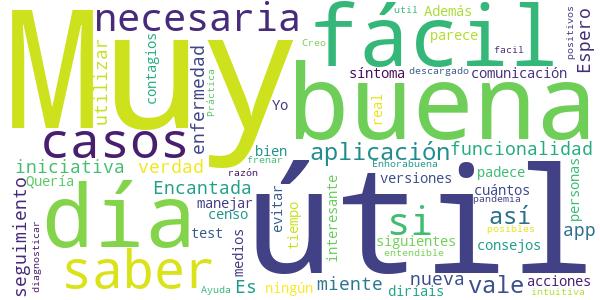 Muy
necesaria
fácil
util
Además
parece
Espero
positivos
utilizar
contagios
enfermedad
Práctica
Creo
facil
síntoma
descargado
comunicación
Yo
real
buena
casos
verdad
bien
frenar
aplicación
funcionalidad
iniciativa
Quería
razón
Enhorabuena
versiones
padece
cuántos
personas
Encantada
manejar
censo
evitar
interesante
pandemia
día
útil
si
así
app
seguimiento
diagnosticar
test
medios
tiempo
siguientes
entendible
consejos
posibles
saber
Ayuda
Es
ningún
miente
diriais
nueva
vale
acciones
intuitiva